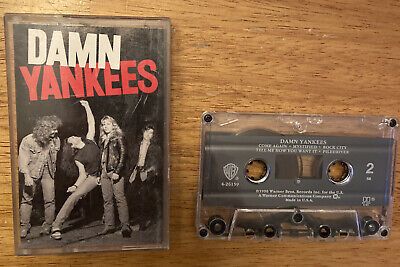 DAMN
YANKEES
DAMN YANKEES
COME AGAIN • MYSTIFIED • ROCK CITY
TELL ME HOW YOU WANT IT • PILEDRIVER
2
4-26159
℗1990 Warner Bros. Records Inc. for the U.S.
A Warner Communications Company
Made in U.S.A.